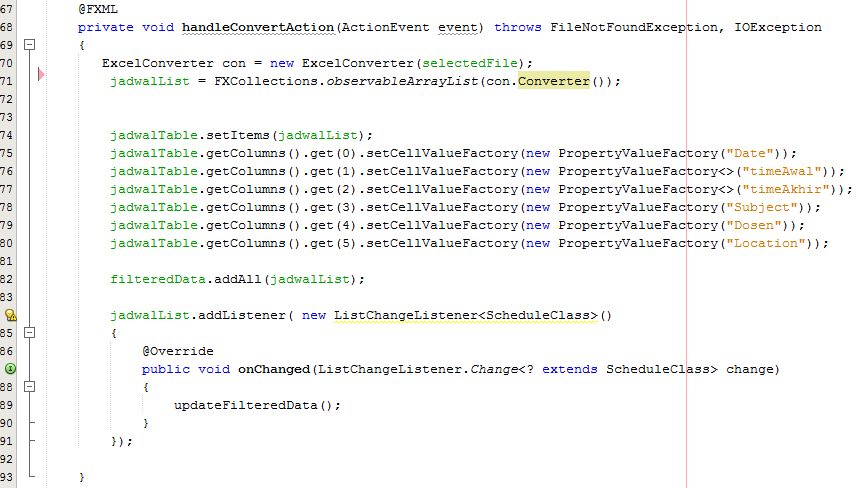 67 @FXML
68 private void handleConvertAction(ActionEvent event) throws FileNotFoundException, IOException
69 {
70 ExcelConverter con = new ExcelConverter(selectedFile);
71 jadwalList = FXCollections.observableArrayList(con.Converter());
72
73
74 jadwalTable.setItems(jadwalList);
75 jadwalTable.getColumns().get(0).setCellValueFactory(new PropertyValueFactory("Date"));
76 jadwalTable.getColumns().get(1).setCellValueFactory(new PropertyValueFactory<>("timeAwal"));
77 jadwalTable.getColumns().get(2).setCellValueFactory(new PropertyValueFactory<>("timeAkhir"));
78 jadwalTable.getColumns().get(3).setCellValueFactory(new PropertyValueFactory("Subject"));
79 jadwalTable.getColumns().get(4).setCellValueFactory(new PropertyValueFactory("Dosen"));
80 jadwalTable.getColumns().get(5).setCellValueFactory(new PropertyValueFactory("Location"));
81
82 filteredData.addAll(jadwalList);
83
jadwalList.addListener( new ListChangeListener<ScheduleClass>()
85 {
86 @Override
public void onChanged(ListChangeListener.Change<? extends ScheduleClass> change)
88 {
89 updateFilteredData();
90 }
91 });
92
93 }